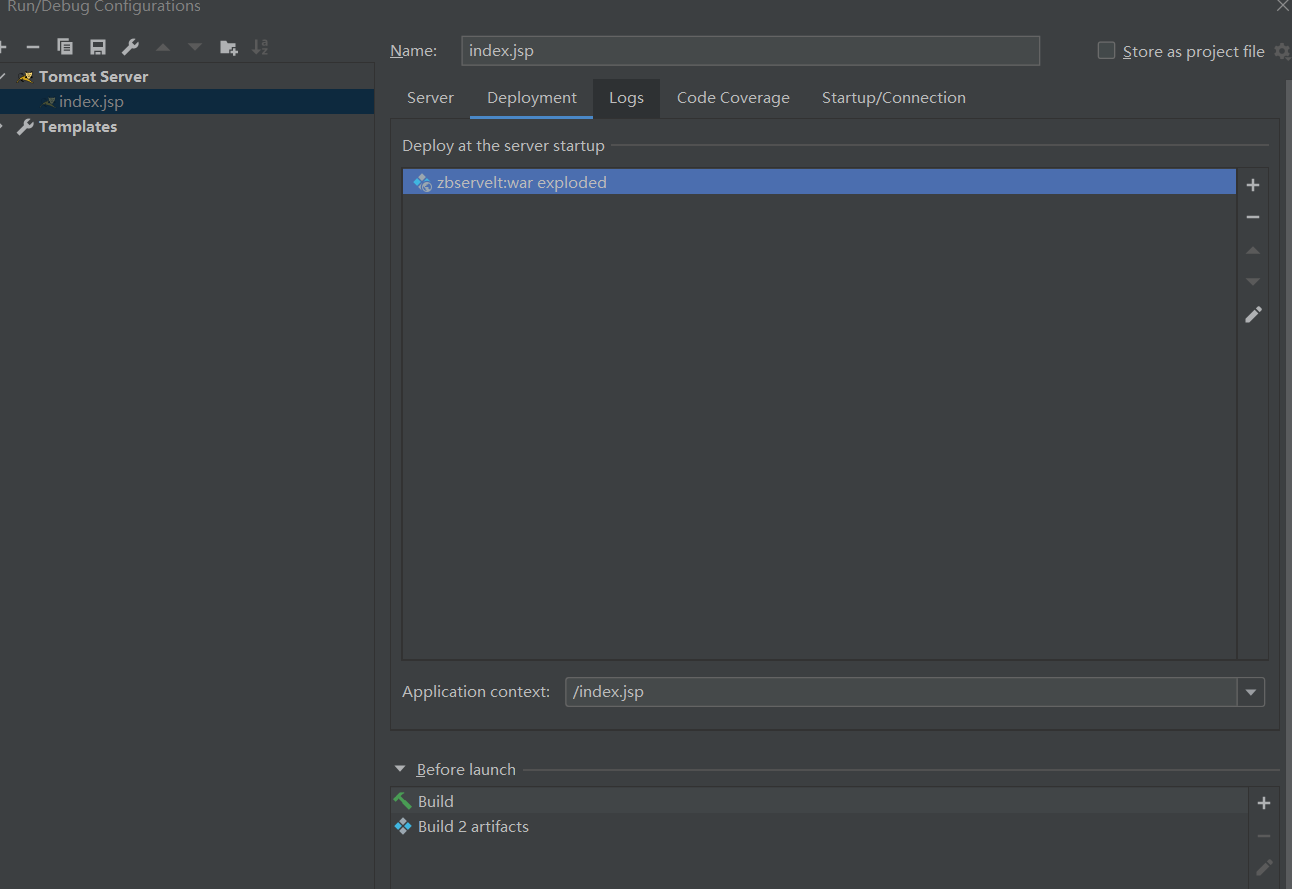 Run/Debug Configurations
Name: index.jsp Store as project file
Tomcat Server
index.jsp
Templates
Server Deployment Logs Code Coverage Startup/Connection
Deploy at the server startup
zbservelt:war exploded
Application context: /index.jsp
Before launch
Build
Build 2 artifacts